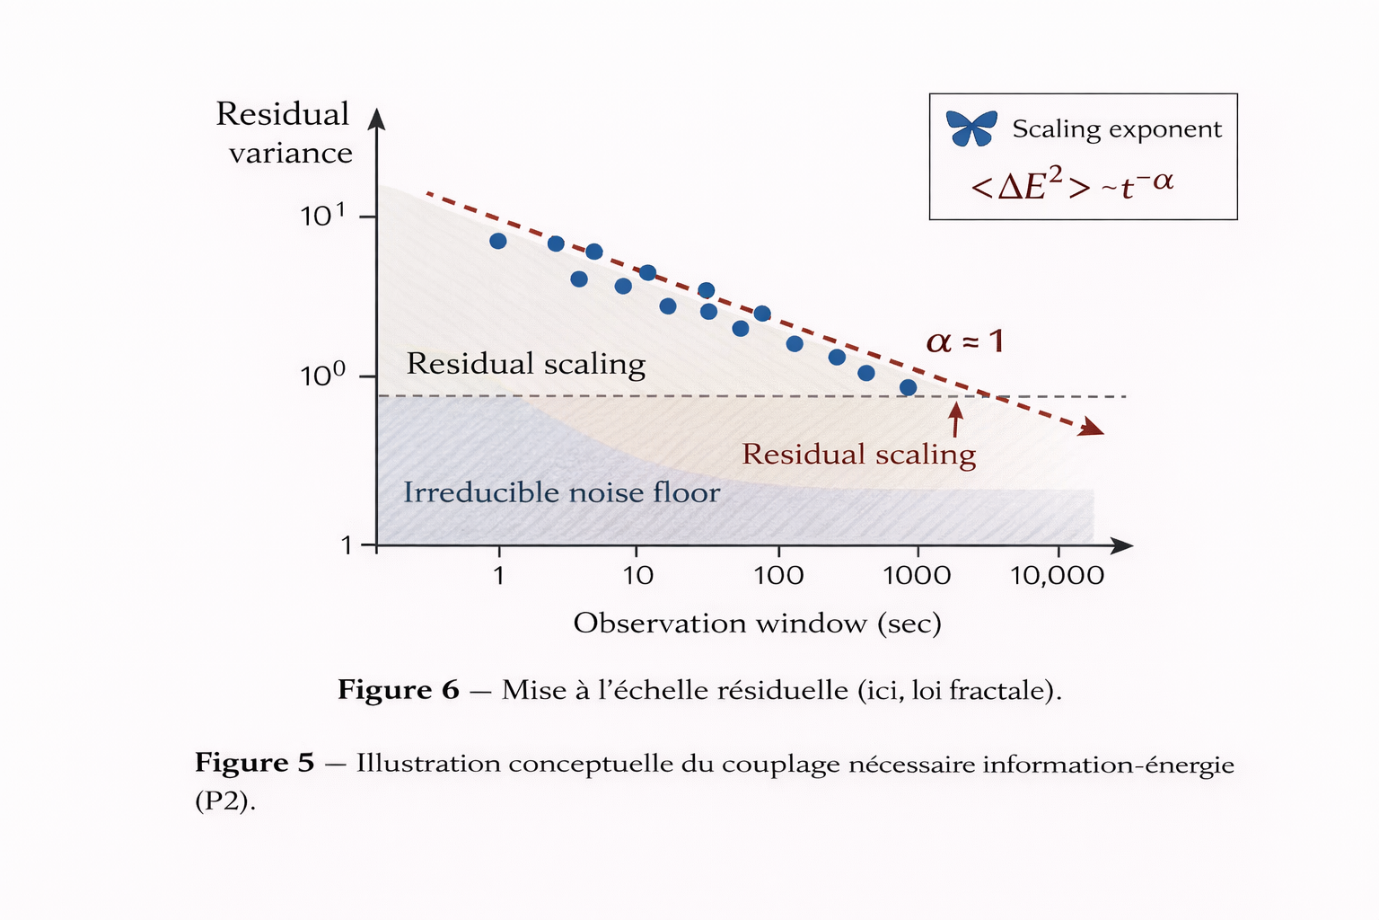 Residual
variance
Scaling exponent
<ΔE²> ~t⁻ᵅ
10¹
α ≈ 1
Residual scaling
10⁰
Residual scaling
Irreducible noise floor
1
1 10 100 1000 10,000
Observation window (sec)
Figure 6 — Mise à l’échelle résiduelle (ici, loi fractale).
Figure 5 — Illustration conceptuelle du couplage nécessaire information-énergie
(P2).